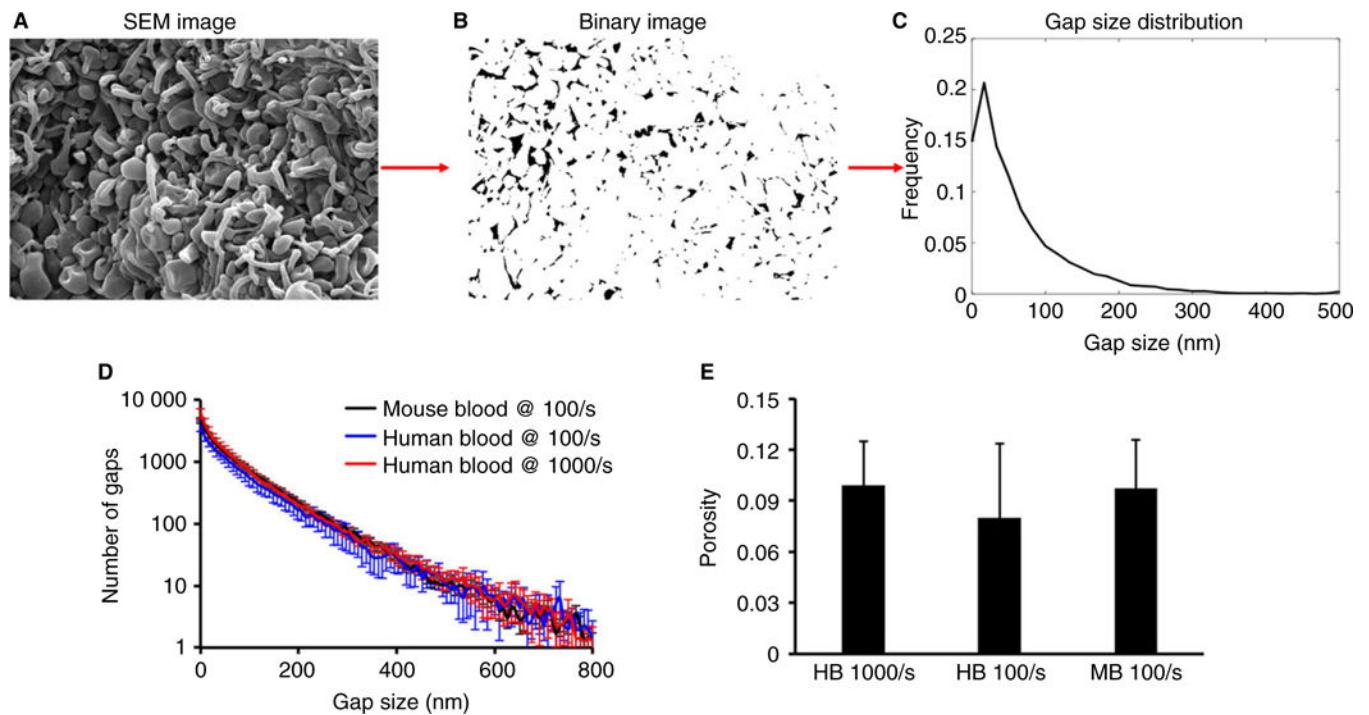 A
SEM image
B
Binary image
C
Gap size distribution
Frequency
0.25
0.2
0.15
0.1
0.05
0
0 100 200 300 400 500
Gap size (nm)
D
Number of gaps
10 000
1000
100
10
1
0 200 400 600 800
Gap size (nm)
Mouse blood @ 100/s
Human blood @ 100/s
Human blood @ 1000/s
E
Porosity
0.15
0.12
0.09
0.06
0.03
0
HB 1000/s HB 100/s MB 100/s